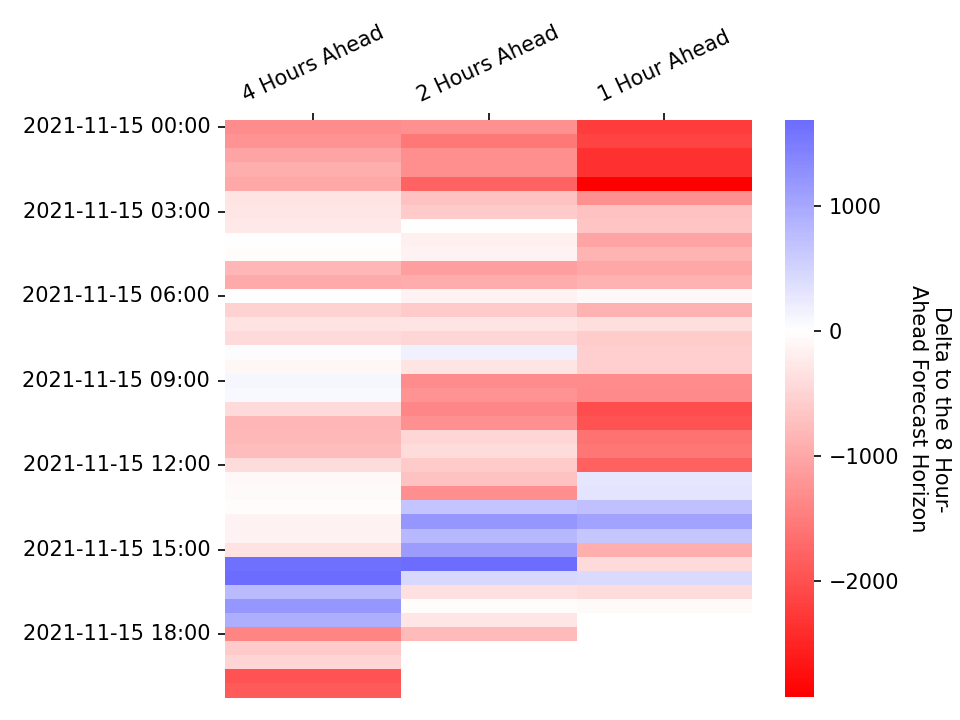 4 Hours Ahead
2 Hours Ahead
1 Hour Ahead
2021-11-15 00:00
2021-11-15 03:00
2021-11-15 06:00
2021-11-15 09:00
2021-11-15 12:00
2021-11-15 15:00
2021-11-15 18:00
1000
0
−1000
−2000
Delta to the 8 Hour-
Ahead Forecast Horizon